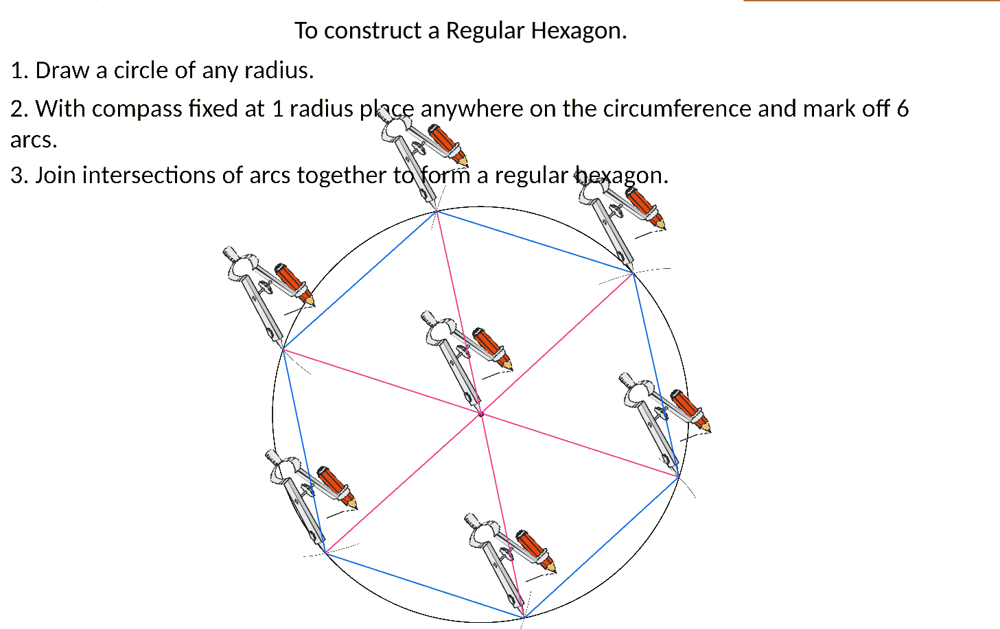 To construct a Regular Hexagon.
1. Draw a circle of any radius.
2. With compass fixed at 1 radius place anywhere on the circumference and mark off 6
arcs.
3. Join intersections of arcs together to form a regular hexagon.